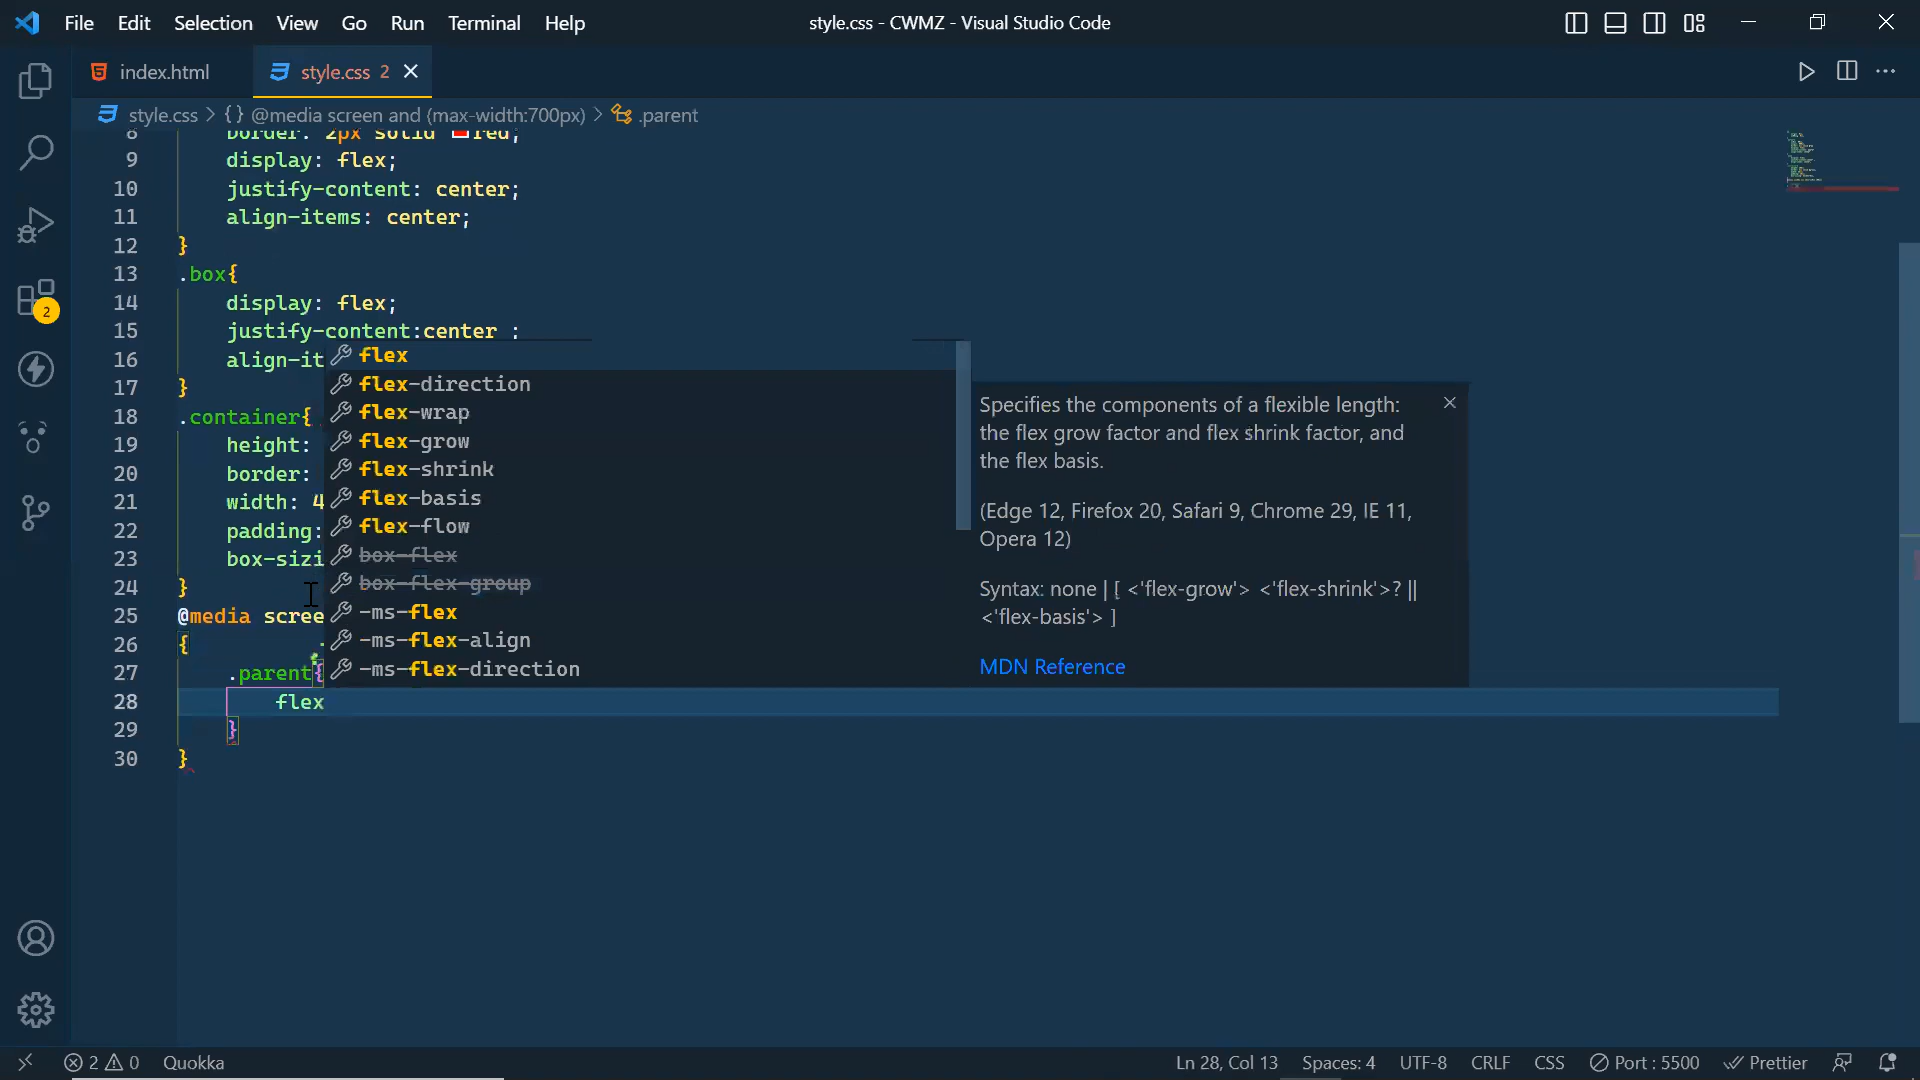 File Edit Selection View Go Run Terminal Help style.css - CWMZ - Visual Studio Code
index.html style.css 2
style.css > {} @media screen and (max-width:700px) > .parent
8 border: 2px solid red;
9 display: flex;
10 justify-content: center;
11 align-items: center;
12 }
13 .box{
14 display: flex;
15 justify-content:center ;
16 align-it
17 }
18 .container{
19 height:
20 border:
21 width: 4
22 padding:
23 box-sizi
24 }
25 @media scree
26 {
27 .parent{
28 flex
29 }
30 }
flex
flex-direction
flex-wrap
flex-grow
flex-shrink
flex-basis
flex-flow
box-flex
box-flex-group
-ms-flex
-ms-flex-align
-ms-flex-direction
Specifies the components of a flexible length:
the flex grow factor and flex shrink factor, and
the flex basis.
(Edge 12, Firefox 20, Safari 9, Chrome 29, IE 11,
Opera 12)
Syntax: none | [ <'flex-grow'> <'flex-shrink'>? ||
<'flex-basis'> ]
MDN Reference
2
2 0 Quokka Ln 28, Col 13 Spaces: 4 UTF-8 CRLF CSS Port : 5500 Prettier